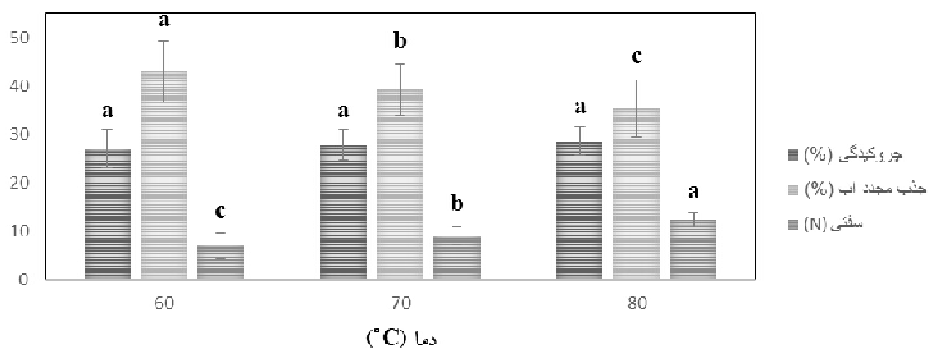 50
40
30
20
10
0
a a c
a b b
a c a
60 70 80
دما (°C)
چروکیدگی (%)
جذب مجدد آب (%)
سفتی (N)